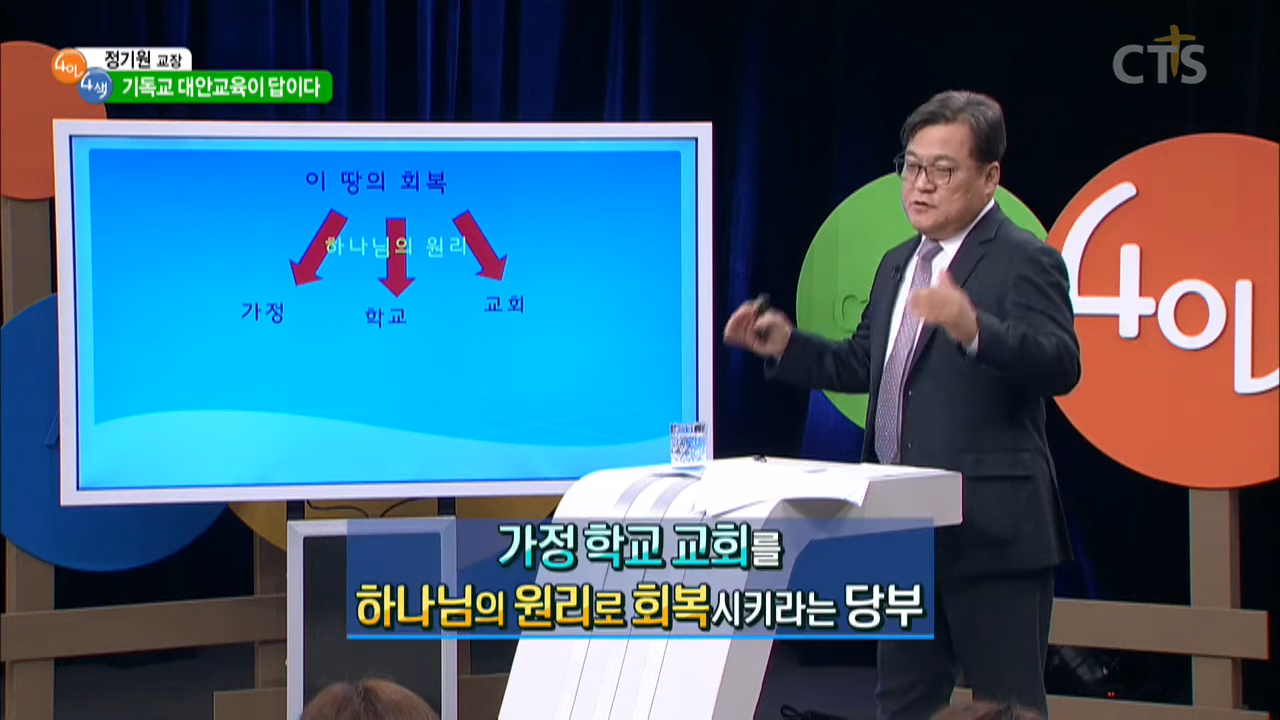 4인
4색
정기원 교장
기독교 대안교육이 답이다
CTS
이 땅의 회복
하나님의 원리
가정
학교
교회
4인
가정 학교 교회를
하나님의 원리로 회복시키라는 당부